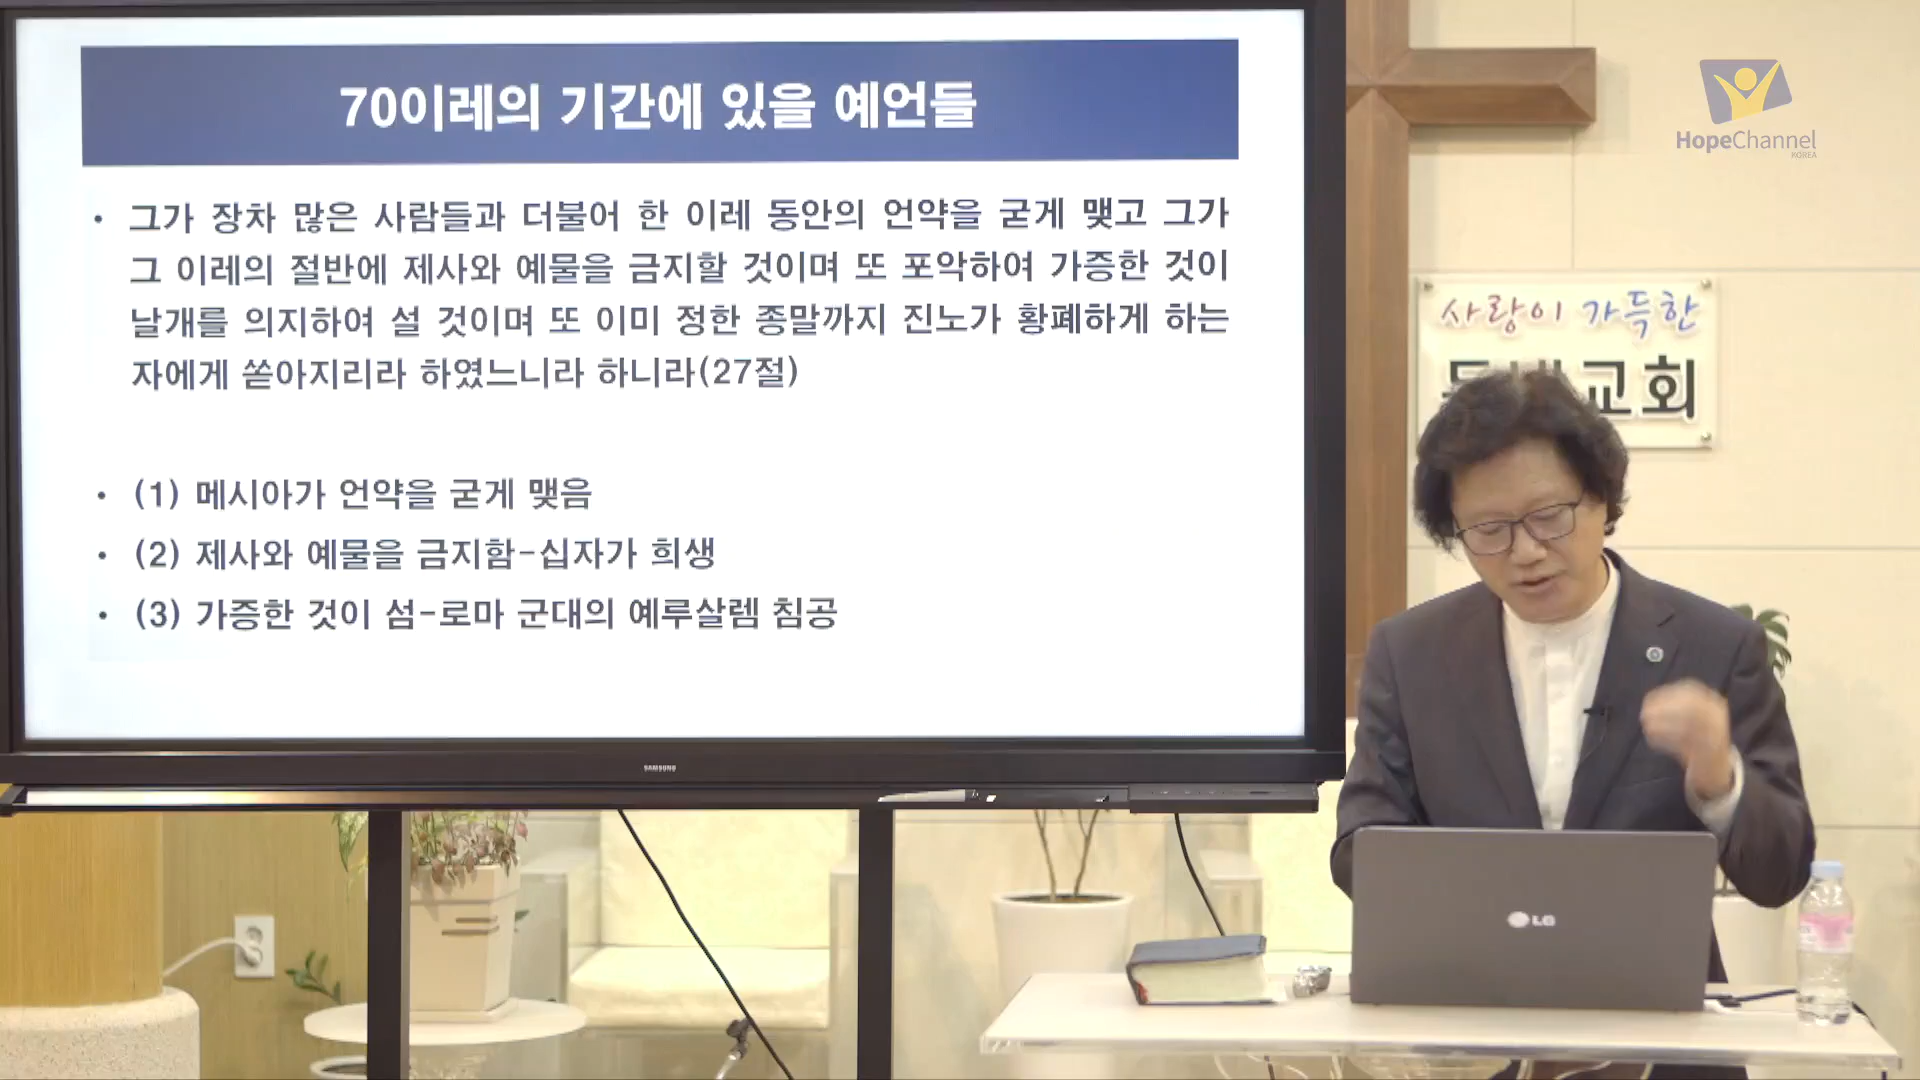 70이레의 기간에 있을 예언들
• 그가 장차 많은 사람들과 더불어 한 이레 동안의 언약을 굳게 맺고 그가
그 이레의 절반에 제사와 예물을 금지할 것이며 또 포악하여 가증한 것이
날개를 의지하여 설 것이며 또 이미 정한 종말까지 진노가 황폐하게 하는
자에게 쏟아지리라 하였느니라 하니라(27절)
• (1) 메시아가 언약을 굳게 맺음
• (2) 제사와 예물을 금지함-십자가 희생
• (3) 가증한 것이 섬-로마 군대의 예루살렘 침공
SAMSUNG
HopeChannel
KOREA
사랑이 가득한
교회
LG